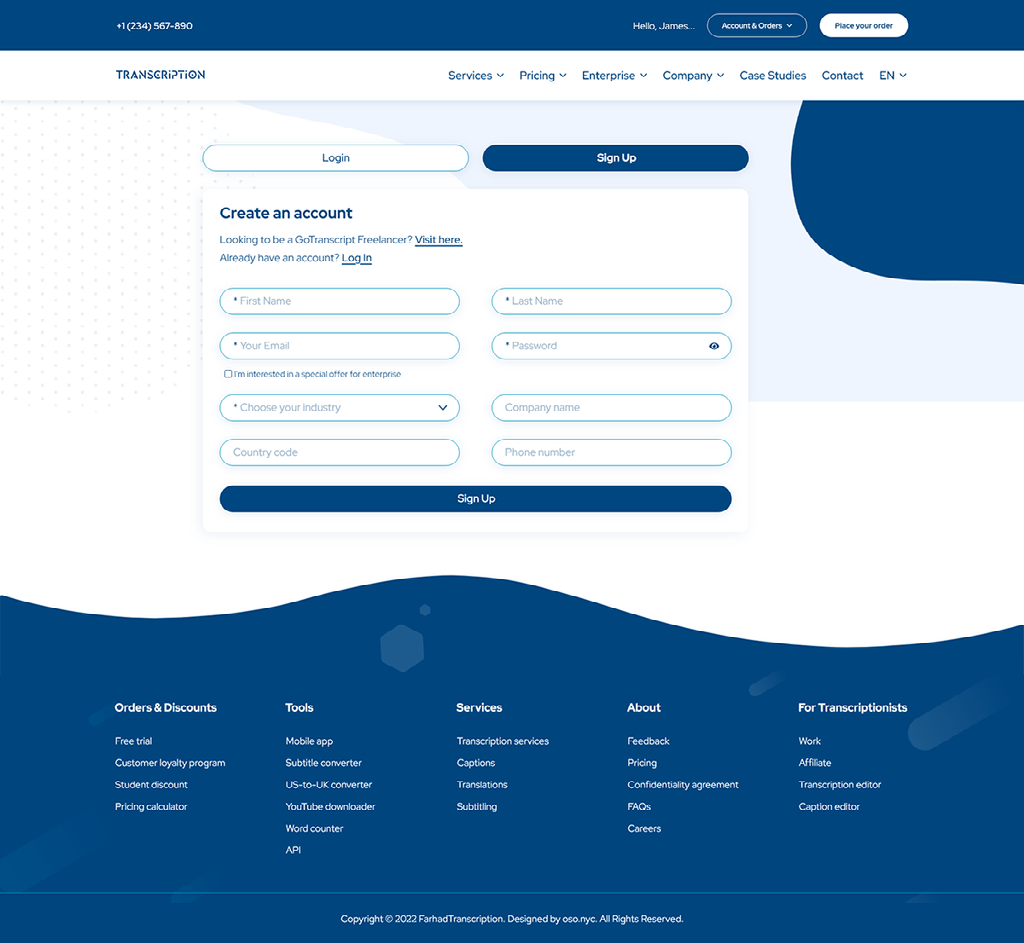 +1 (234) 567-890
Hello, James...
Account & Orders
Place your order
TRANSCRIPTION
Services
Pricing
Enterprise
Company
Case Studies
Contact
EN
Login
Sign Up
Create an account
Looking to be a GoTranscript Freelancer? Visit here.
Already have an account? Log In
* First Name
* Last Name
* Your Email
* Password
I'm interested in a special offer for enterprise
* Choose your industry
Company name
Country code
Phone number
Sign Up
Orders & Discounts
Free trial
Customer loyalty program
Student discount
Pricing calculator
Tools
Mobile app
Subtitle converter
US-to-UK converter
YouTube downloader
Word counter
API
Services
Transcription services
Captions
Translations
Subtitling
About
Feedback
Pricing
Confidentiality agreement
FAQs
Careers
For Transcriptionists
Work
Affiliate
Transcription editor
Caption editor
Copyright © 2022 FarhadTranscription. Designed by oso.nyc. All Rights Reserved.